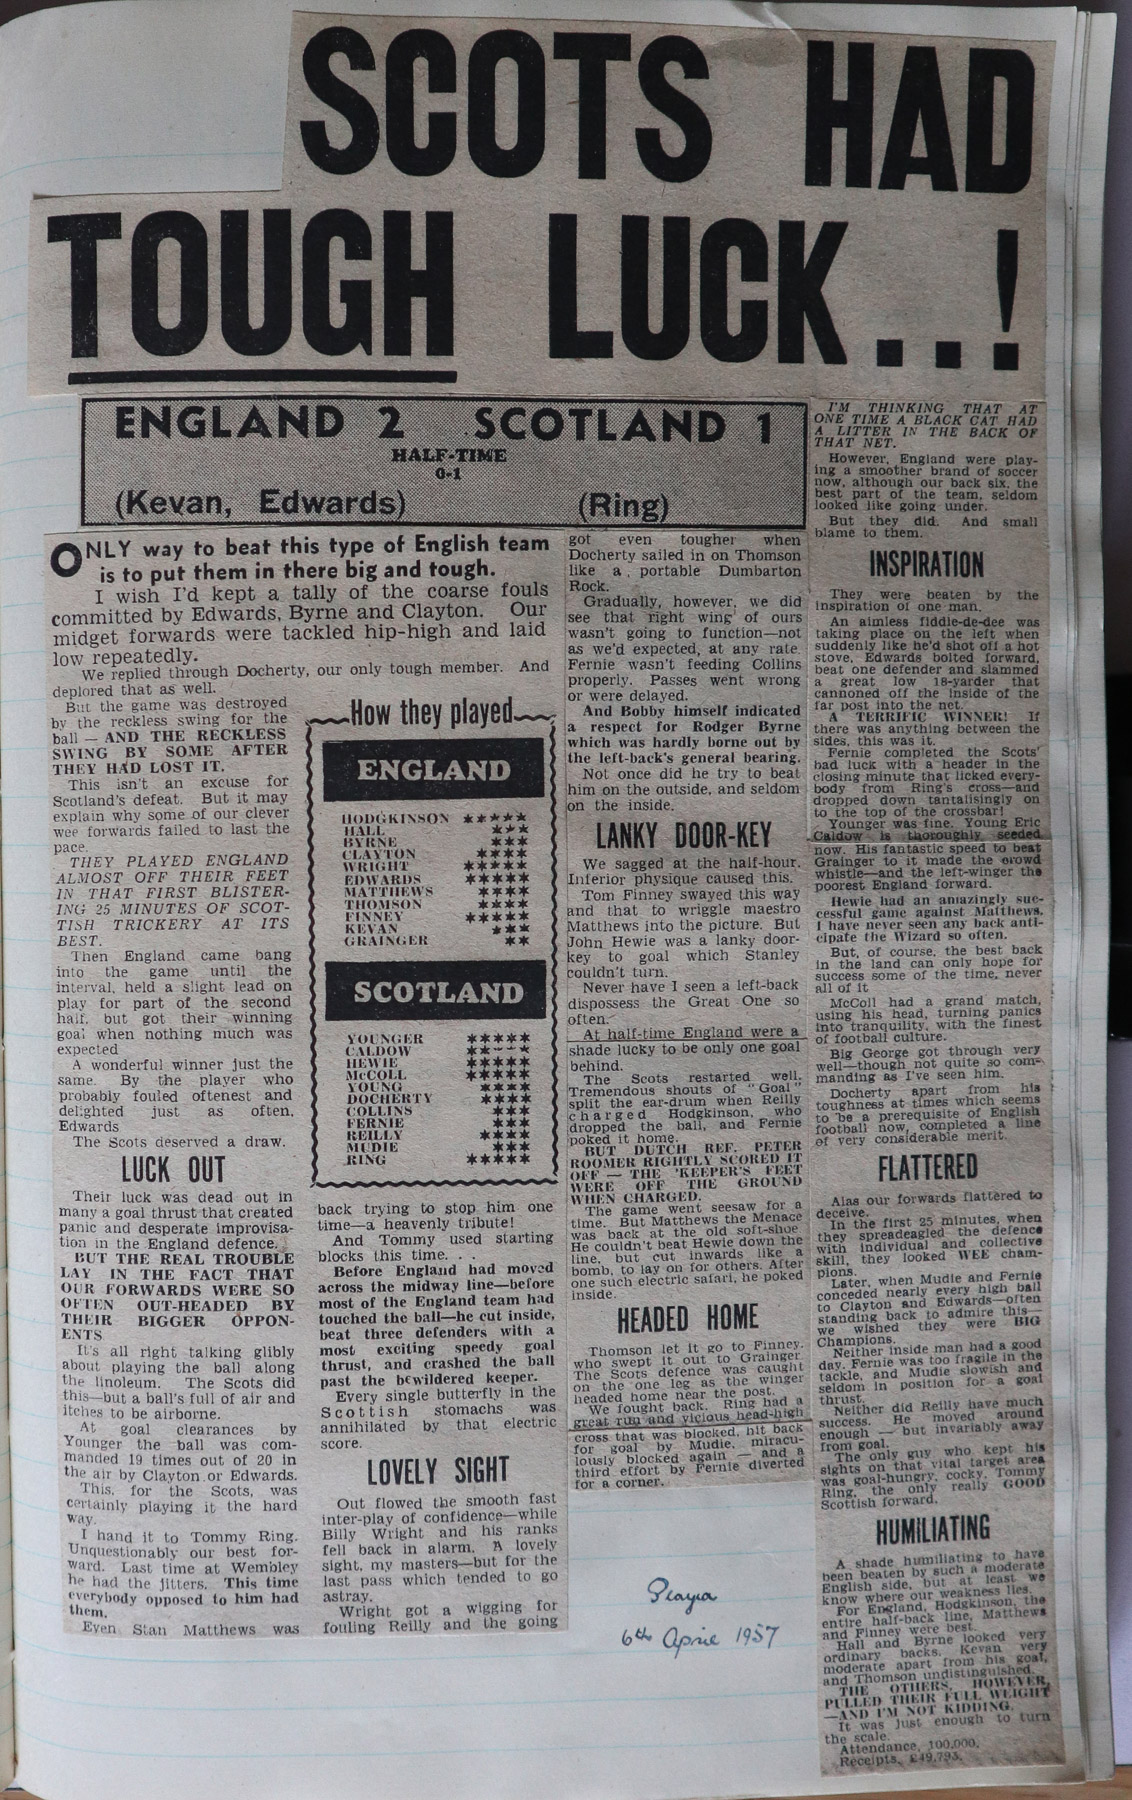 SCOTS HAD
TOUGH LUCK..!
ENGLAND 2 SCOTLAND 1
HALF-TIME
0-1
(Kevan, Edwards) (Ring)
ONLY way to beat this type of English team
is to put them in there big and tough.
I wish I'd kept a tally of the coarse fouls
committed by Edwards, Byrne and Clayton. Our
midget forwards were tackled hip-high and laid
low repeatedly.
We replied through Docherty, our only tough member. And
deplored that as well.
But the game was destroyed
by the reckless swing for the
ball — AND THE RECKLESS
SWING BY SOME AFTER
THEY HAD LOST IT.
This isn't an excuse for
Scotland's defeat. But it may
explain why some of our clever
wee forwards failed to last the
pace.
THEY PLAYED ENGLAND
ALMOST OFF THEIR FEET
IN THAT FIRST BLISTER-
ING 25 MINUTES OF SCOT-
TISH TRICKERY AT ITS
BEST.
Then England came bang
into the game until the
interval, held a slight lead on
play for part of the second
half, but got their winning
goal when nothing much was
expected
A wonderful winner just the
same. By the player who
probably fouled oftenest and
delighted just as often,
Edwards
The Scots deserved a draw.
LUCK OUT
Their luck was dead out in
many a goal thrust that created
panic and desperate improvisa-
tion in the England defence.
BUT THE REAL TROUBLE
LAY IN THE FACT THAT
OUR FORWARDS WERE SO
OFTEN OUT-HEADED BY
THEIR BIGGER OPPON-
ENTS
It's all right talking glibly
about playing the ball along
the linoleum. The Scots did
this—but a ball's full of air and
itches to be airborne.
At goal clearances by
Younger the ball was com-
manded 19 times out of 20 in
the air by Clayton or Edwards.
This, for the Scots, was
certainly playing it the hard
way.
I hand it to Tommy Ring.
Unquestionably our best for-
ward. Last time at Wembley
he had the jitters. This time
everybody opposed to him had
them.
Even Stan Matthews was
How they played
ENGLAND
HODGKINSON *****
HALL ***
BYRNE ***
CLAYTON ****
WRIGHT *****
EDWARDS *****
MATTHEWS ****
THOMSON ****
FINNEY *****
KEVAN ***
GRAINGER **
SCOTLAND
YOUNGER *****
CALDOW *****
HEWIE *****
McCOLL *****
YOUNG ****
DOCHERTY ****
COLLINS ***
FERNIE ***
REILLY ****
MUDIE ***
RING *****
back trying to stop him one
time—a heavenly tribute!
And Tommy used starting
blocks this time. . .
Before England had moved
across the midway line—before
most of the England team had
touched the ball—he cut inside,
beat three defenders with a
most exciting speedy goal
thrust, and crashed the ball
past the bewildered keeper.
Every single butterfly in the
Scottish stomachs was
annihilated by that electric
score.
LOVELY SIGHT
Out flowed the smooth fast
inter-play of confidence—while
Billy Wright and his ranks
fell back in alarm. A lovely
sight, my masters—but for the
last pass which tended to go
astray.
Wright got a wigging for
fouling Reilly and the going
got even tougher when
Docherty sailed in on Thomson
like a portable Dumbarton
Rock.
Gradually, however, we did
see that right wing of ours
wasn't going to function—not
as we'd expected, at any rate.
Fernie wasn't feeding Collins
properly. Passes went wrong
or were delayed.
And Bobby himself indicated
a respect for Rodger Byrne
which was hardly borne out by
the left-back's general bearing.
Not once did he try to beat
him on the outside, and seldom
on the inside.
LANKY DOOR-KEY
We sagged at the half-hour.
Inferior physique caused this.
Tom Finney swayed this way
and that to wriggle maestro
Matthews into the picture. But
John Hewie was a lanky door-
key to goal which Stanley
couldn't turn.
Never have I seen a left-back
dispossess the Great One so
often.
At half-time England were a
shade lucky to be only one goal
behind.
The Scots restarted well.
Tremendous shouts of "Goal"
split the ear-drum when Reilly
charged Hodgkinson, who
dropped the ball, and Fernie
poked it home.
BUT DUTCH REF. PETER
ROOMER RIGHTLY SCORED IT
OFF — THE 'KEEPER'S FEET
WERE OFF THE GROUND
WHEN CHARGED.
The game went seesaw for a
time. But Matthews the Menace
was back at the old soft-shoe.
He couldn't beat Hewie down the
line, but cut inwards like a
bomb, to lay on for others. After
one such electric safari, he poked
inside.
HEADED HOME
Thomson let it go to Finney.
who swept it out to Grainger.
The Scots defence was caught
on the one leg as the winger
headed home near the post.
We fought back. Ring had a
great run and vicious head-high
cross that was blocked, hit back
for goal by Mudie, miracu-
lously blocked again — and a
third effort by Fernie diverted
for a corner.
I'M THINKING THAT AT
ONE TIME A BLACK CAT HAD
A LITTER IN THE BACK OF
THAT NET.
However, England were play-
ing a smoother brand of soccer
now, although our back six, the
best part of the team, seldom
looked like going under.
But they did. And small
blame to them.
INSPIRATION
They were beaten by the
inspiration of one man.
An aimless fiddle-de-dee was
taking place on the left when
suddenly like he'd shot off a hot
stove, Edwards bolted forward,
beat one defender and slammed
a great low 18-yarder that
cannoned off the inside of the
far post into the net.
A TERRIFIC WINNER! If
there was anything between the
sides, this was it.
Fernie completed the Scots'
bad luck with a header in the
closing minute that licked every-
body from Ring's cross—and
dropped down tantalisingly on
to the top of the crossbar!
Younger was fine. Young Eric
Caldow is thoroughly seeded
now. His fantastic speed to beat
Grainger to it made the crowd
whistle—and the left-winger the
poorest England forward.
Hewie had an amazingly suc-
cessful game against Matthews.
I have never seen any back anti-
cipate the Wizard so often.
But, of course, the best back
in the land can only hope for
success some of the time, never
all of it
McColl had a grand match,
using his head, turning panics
into tranquility, with the finest
of football culture.
Big George got through very
well—though not quite so com-
manding as I've seen him.
Docherty apart from his
toughness at times which seems
to be a prerequisite of English
football now, completed a line
of very considerable merit.
FLATTERED
Alas our forwards flattered to
deceive.
In the first 25 minutes, when
they spreadeagled the defence
with individual and collective
skill, they looked WEE cham-
pions.
Later, when Mudie and Fernie
conceded nearly every high ball
to Clayton and Edwards—often
standing back to admire this—
we wished they were BIG
Champions.
Neither inside man had a good
day. Fernie was too fragile in the
tackle, and Mudie slowish and
seldom in position for a goal
thrust.
Neither did Reilly have much
success. He moved around
enough — but invariably away
from goal.
The only guy who kept his
sights on that vital target area
was goal-hungry, cocky, Tommy
Ring, the only really GOOD
Scottish forward.
HUMILIATING
A shade humiliating to have
been beaten by such a moderate
English side, but at least we
know where our weakness lies.
For England, Hodgkinson, the
entire half-back line, Matthews
and Finney were best.
Hall and Byrne looked very
ordinary backs. Kevan very
moderate apart from his goal,
and Thomson undistinguished.
THE OTHERS, HOWEVER,
PULLED THEIR FULL WEIGHT
—AND I'M NOT KIDDING.
It was just enough to turn
the scale.
Attendance, 100,000.
Receipts, £49,793.
6th April 1957